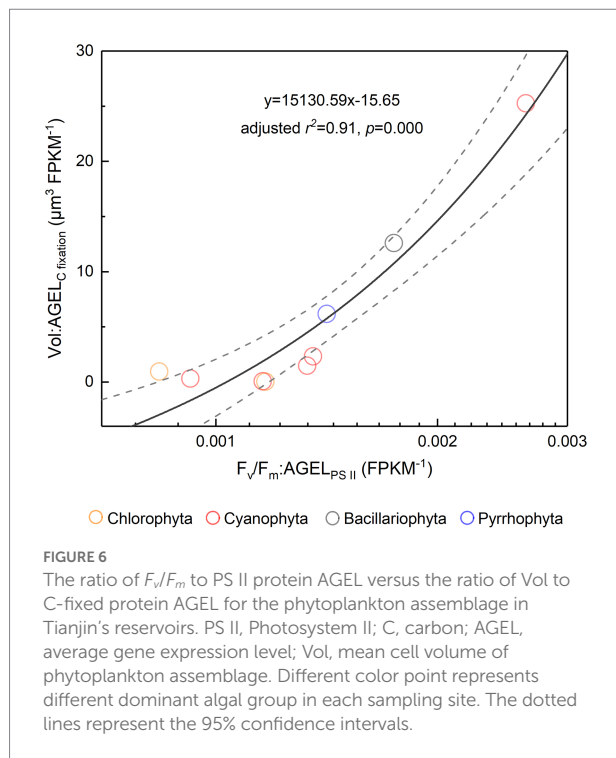 30
y=15130.59x-15.65
adjusted r²=0.91, p=0.000
20
10
0
Vol:AGEL_C fixation (μm³ FPKM⁻¹)
0.001 0.002 0.003
Fv/Fm:AGEL_PS II (FPKM⁻¹)
Chlorophyta Cyanophyta Bacillariophyta Pyrrhophyta
FIGURE 6
The ratio of Fv/Fm to PS II protein AGEL versus the ratio of Vol to
C-fixed protein AGEL for the phytoplankton assemblage in
Tianjin's reservoirs. PS II, Photosystem II; C, carbon; AGEL,
average gene expression level; Vol, mean cell volume of
phytoplankton assemblage. Different color point represents
different dominant algal group in each sampling site. The dotted
lines represent the 95% confidence intervals.